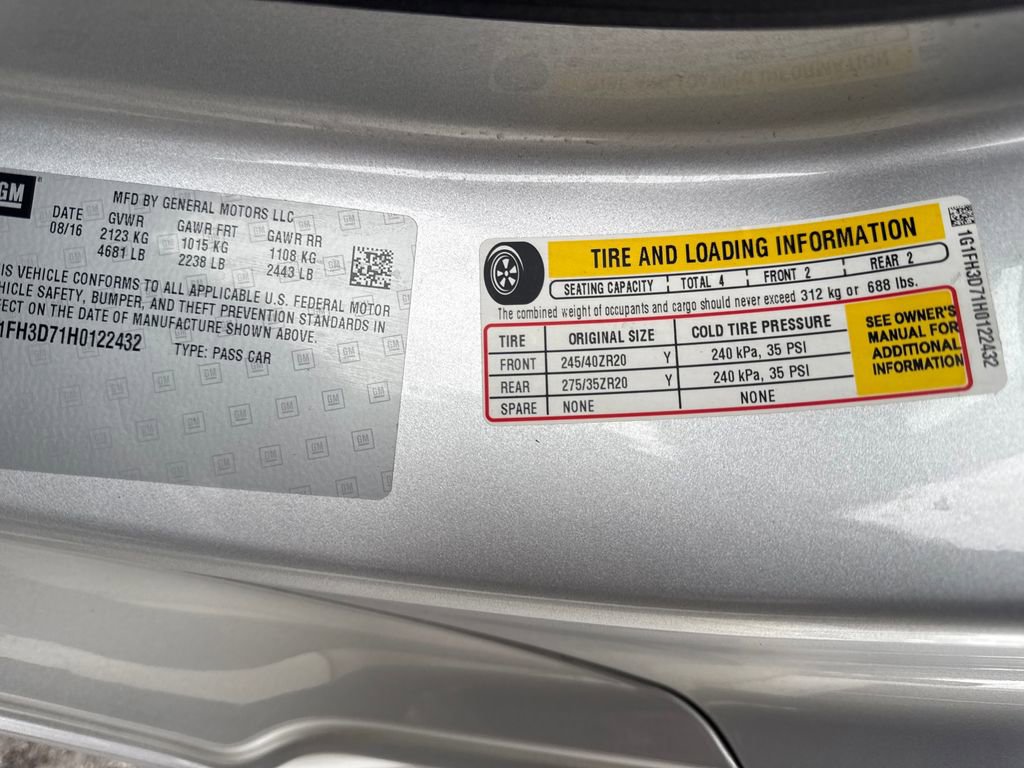 GM
MFD BY GENERAL MOTORS LLC
DATE GVWR GAWR FRT GAWR RR
08/16 2123 KG 1015 KG 1108 KG
4681 LB 2238 LB 2443 LB
IS VEHICLE CONFORMS TO ALL APPLICABLE U.S. FEDERAL MOTOR
HICLE SAFETY, BUMPER, AND THEFT PREVENTION STANDARDS IN
FECT ON THE DATE OF MANUFACTURE SHOWN ABOVE.
1FH3D71H0122432 TYPE: PASS CAR
TIRE AND LOADING INFORMATION
SEATING CAPACITY TOTAL 4 FRONT 2 REAR 2
The combined weight of occupants and cargo should never exceed 312 kg or 688 lbs.
TIRE ORIGINAL SIZE COLD TIRE PRESSURE
FRONT 245/40ZR20 Y 240 kPa, 35 PSI
REAR 275/35ZR20 Y 240 kPa, 35 PSI
SPARE NONE NONE
SEE OWNER'S
MANUAL FOR
ADDITIONAL
INFORMATION
1G1FH3D71H0122432